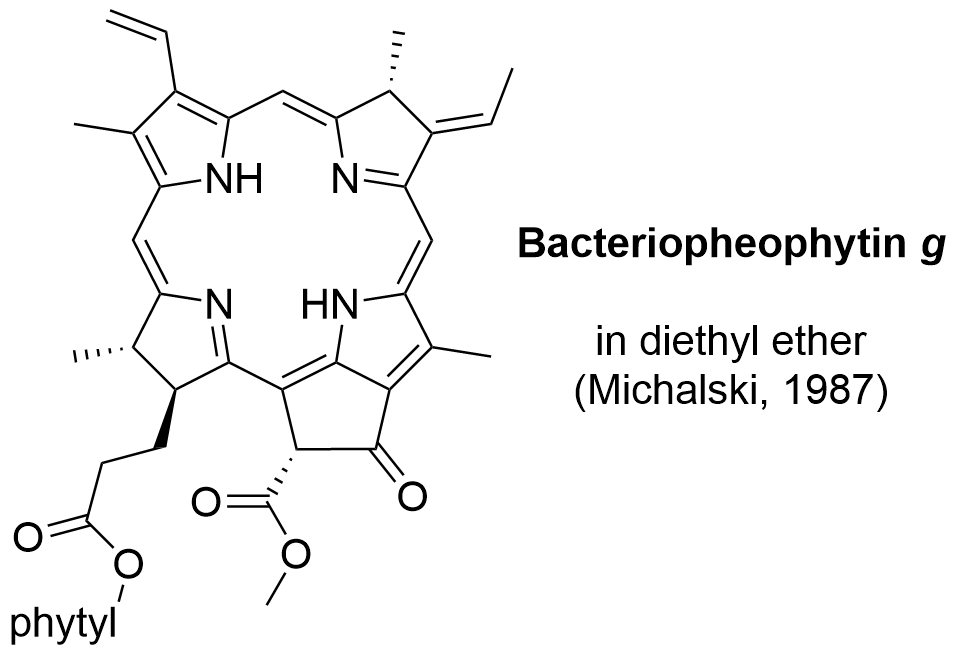 NH
N
N
HN
Bacteriopheophytin g
in diethyl ether
(Michalski, 1987)
O
O
O
O
O
phytyl